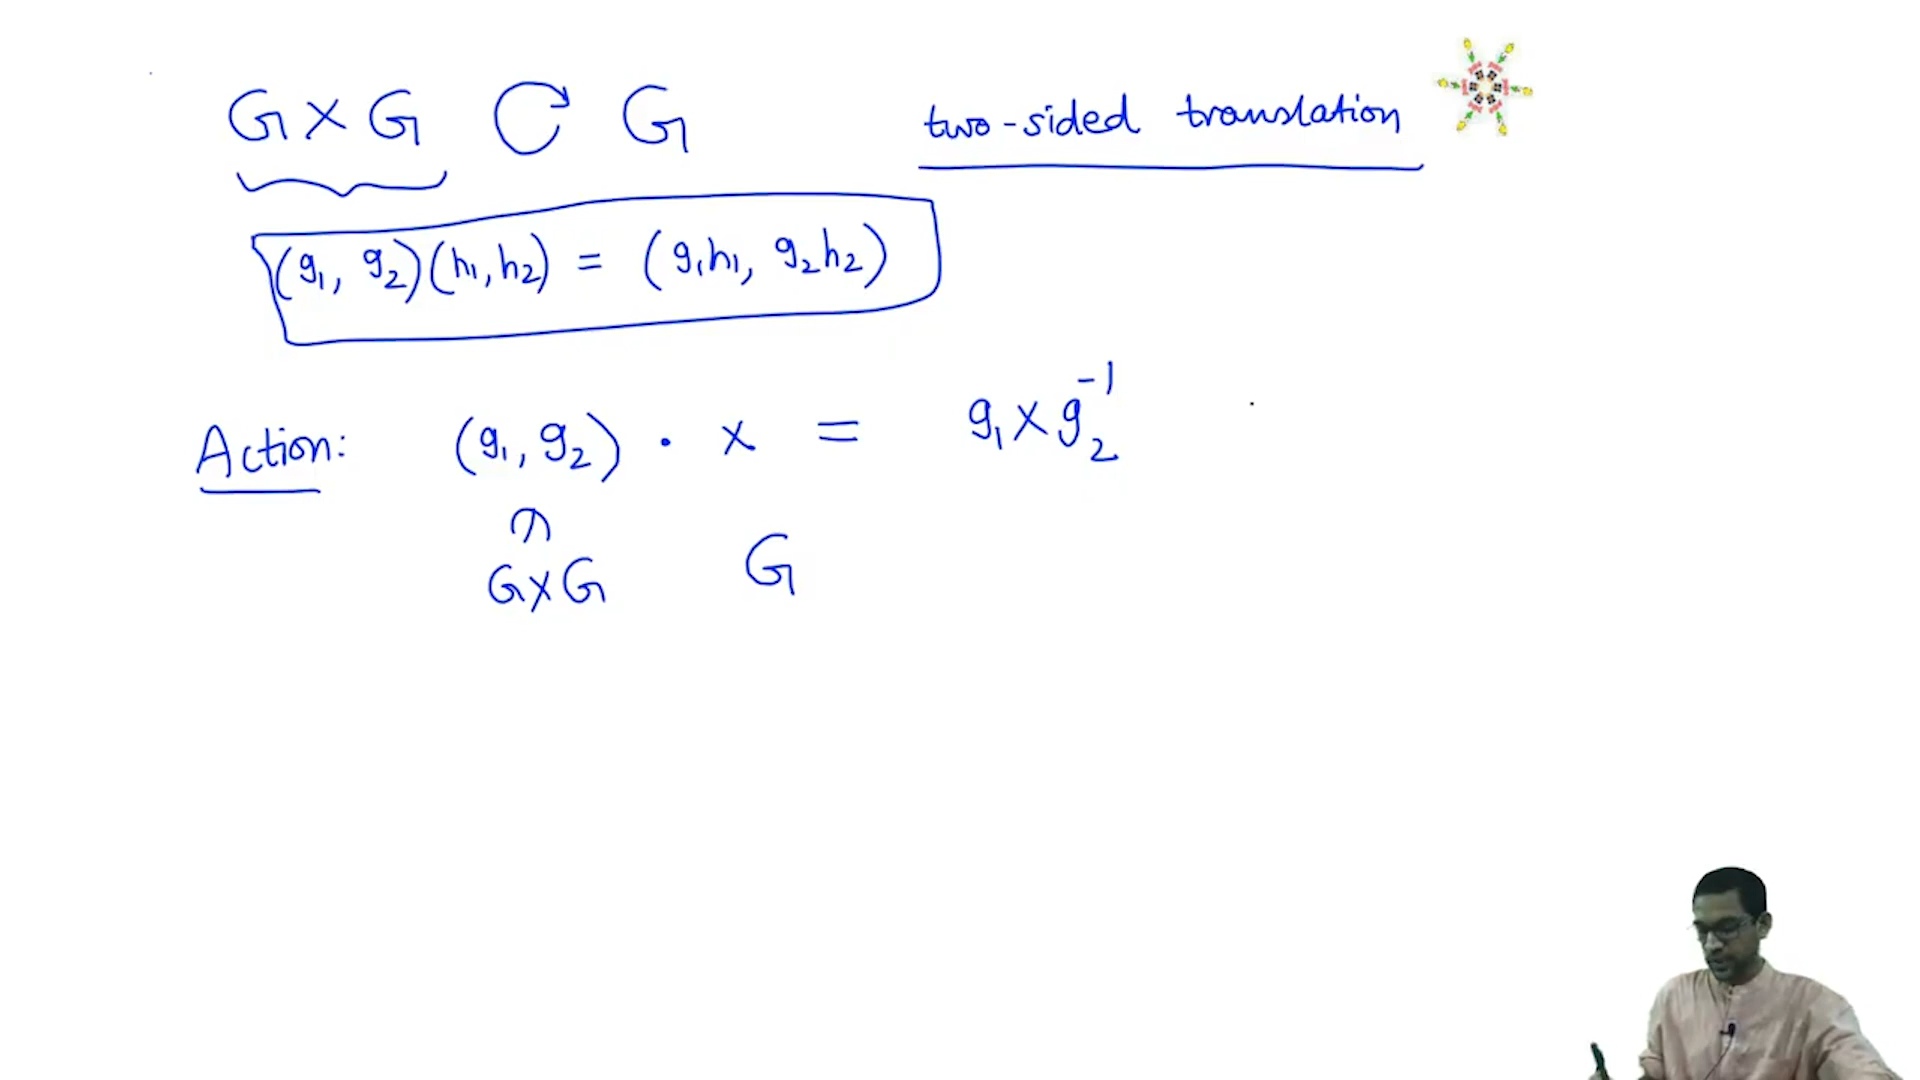 G × G ↻ G two-sided translation
(g₁, g₂)(h₁, h₂) = (g₁h₁, g₂h₂)
Action: (g₁, g₂) · x = g₁ x g₂⁻¹
G×G G